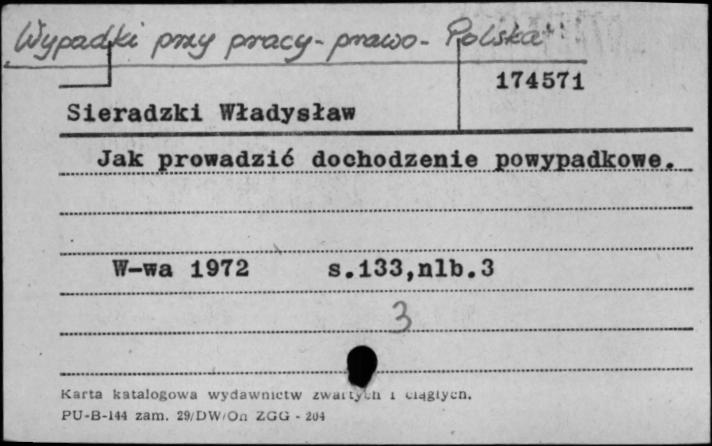 Wypadki przy pracy - prawo - Polska
174571
Sieradzki Władysław
Jak prowadzić dochodzenie powypadkowe.
W-wa 1972 s.133,nlb.3
3
Karta katalogowa wydawnictw zwartych i ciągłych.
PU-B-144 zam. 29/DW/On ZGG - 204